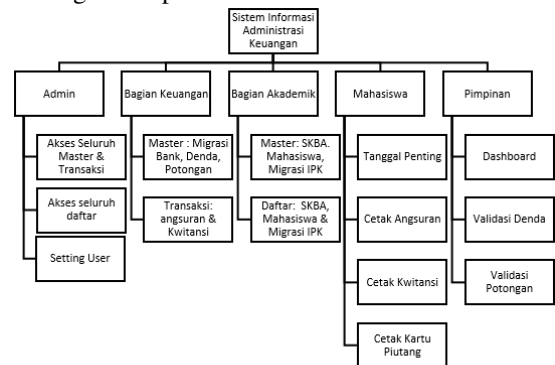 Sistem Informasi
Administrasi
Keuangan
Admin
Bagian Keuangan
Bagian Akademik
Mahasiswa
Pimpinan
Akses Seluruh
Master &
Transaksi
Akses seluruh
daftar
Setting User
Master : Migrasi
Bank, Denda,
Potongan
Transaksi:
angsuran &
Kwitansi
Master: SKBA.
Mahasiswa,
Migrasi IPK
Daftar: SKBA,
Mahasiswa &
Migrasi IPK
Tanggal Penting
Cetak Angsuran
Cetak Kwitansi
Cetak Kartu
Piutang
Dashboard
Validasi Denda
Validasi
Potongan